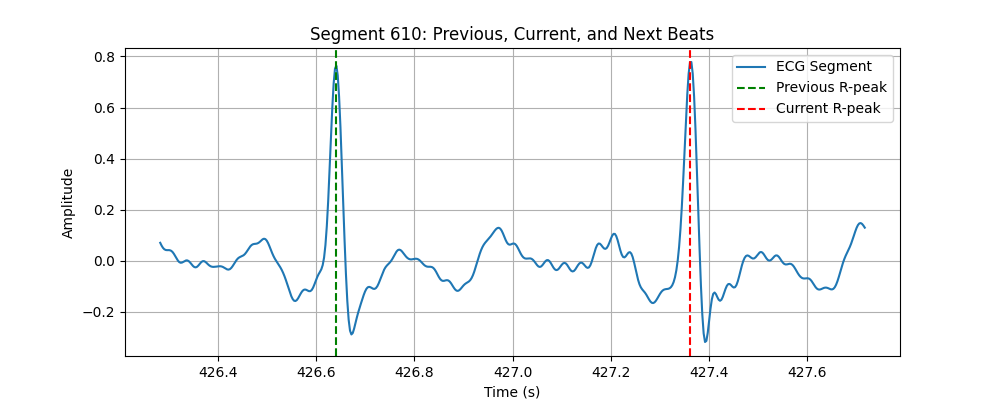 Segment 610: Previous, Current, and Next Beats
ECG Segment
Previous R-peak
Current R-peak
Amplitude
0.8
0.6
0.4
0.2
0.0
−0.2
426.4 426.6 426.8 427.0 427.2 427.4 427.6
Time (s)